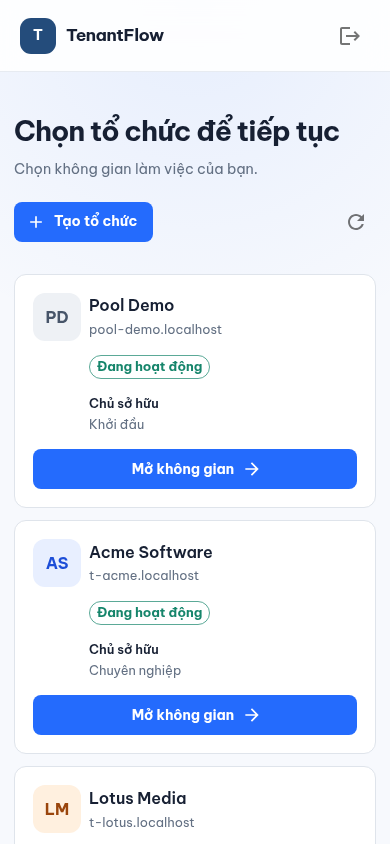 T TenantFlow
Chọn tổ chức để tiếp tục
Chọn không gian làm việc của bạn.
Tạo tổ chức
PD Pool Demo
pool-demo.localhost
Đang hoạt động
Chủ sở hữu
Khởi đầu
Mở không gian
AS Acme Software
t-acme.localhost
Đang hoạt động
Chủ sở hữu
Chuyên nghiệp
Mở không gian
LM Lotus Media
t-lotus.localhost